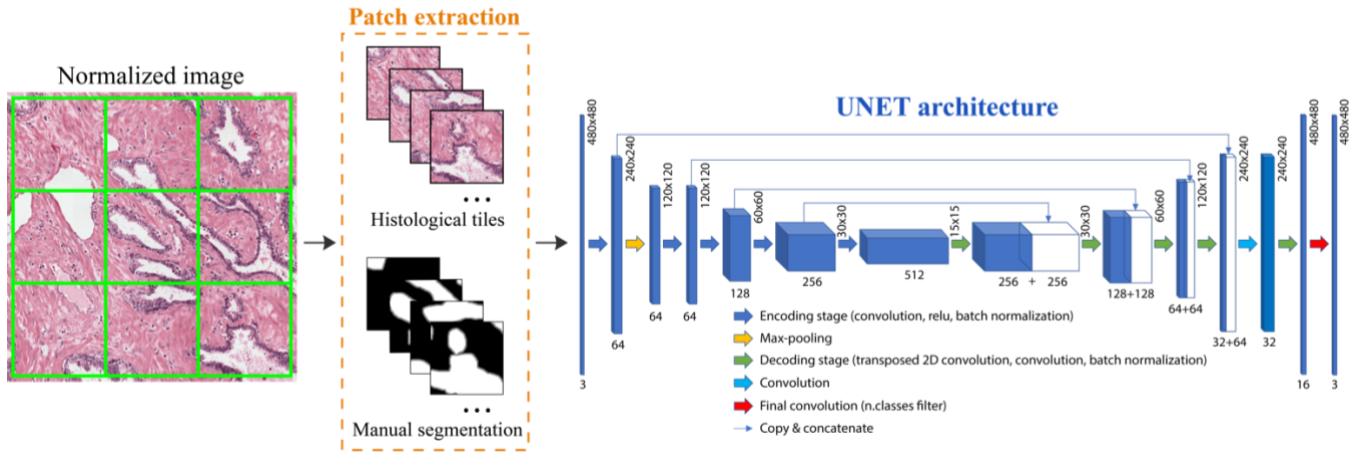 Patch extraction
Normalized image
Histological tiles
Manual segmentation
UNET architecture
480x480
3
240x240
64
120x120
64
120x120
64
60x60
128
30x30
256
15x15
512
30x30
256 + 256
60x60
128+128
120x120
64+64
240x240
32+64
240x240
32
480x480
16
480x480
3
Encoding stage (convolution, relu, batch normalization)
Max-pooling
Decoding stage (transposed 2D convolution, convolution, batch normalization)
Convolution
Final convolution (n.classes filter)
Copy & concatenate